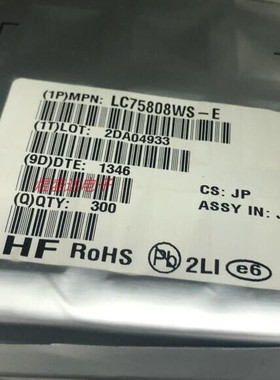 (1P)MPN: LC75808WS-E
(1T)LOT: 2DA04933
(9D)DTE: 1346
CS: JP
(Q)QTY: 300
ASSY IN: J
HF RoHS Pb 2LI e6